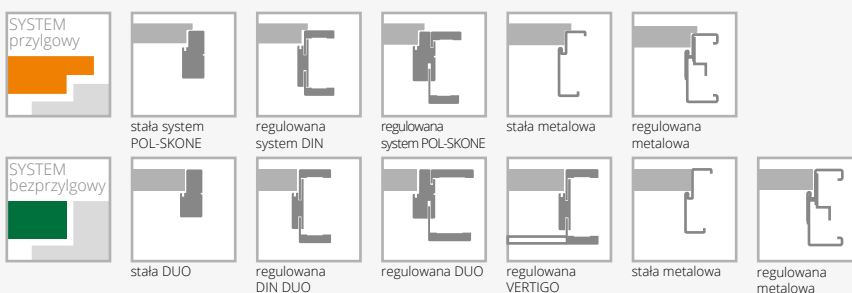 SYSTEM
przylgowy
stała system
POL-SKONE
regulowana
system DIN
regulowana
system POL-SKONE
stała metalowa
regulowana
metalowa
SYSTEM
bezprzylgowy
stała DUO
regulowana
DIN DUO
regulowana DUO
regulowana
VERTIGO
stała metalowa
regulowana
metalowa